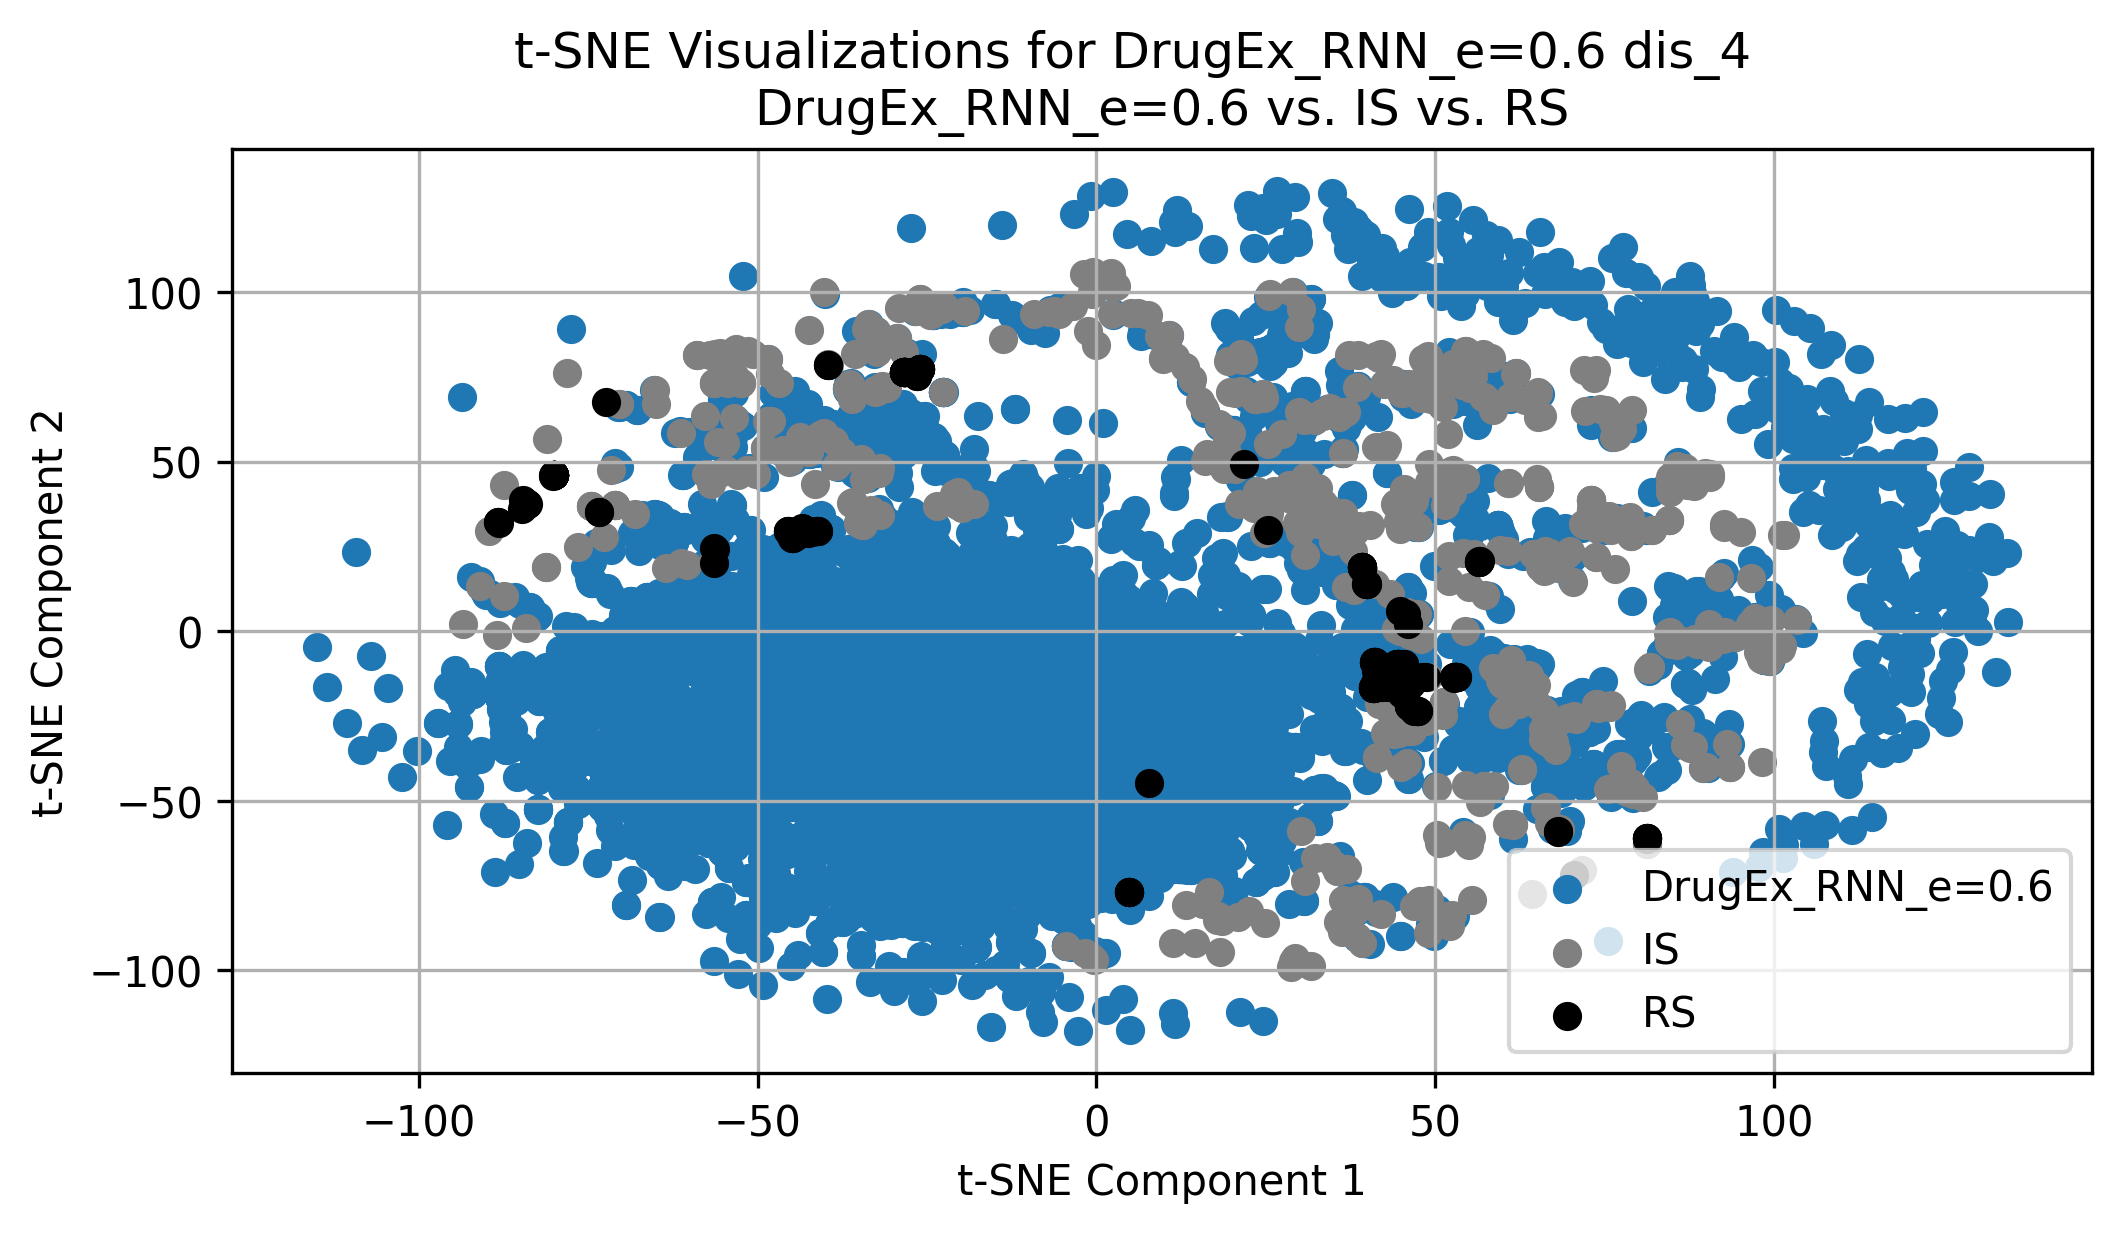 t-SNE Visualizations for DrugEx_RNN_e=0.6 dis_4
DrugEx_RNN_e=0.6 vs. IS vs. RS
t-SNE Component 2
100
50
0
−50
−100
DrugEx_RNN_e=0.6
IS
RS
−100
−50
0
50
100
t-SNE Component 1